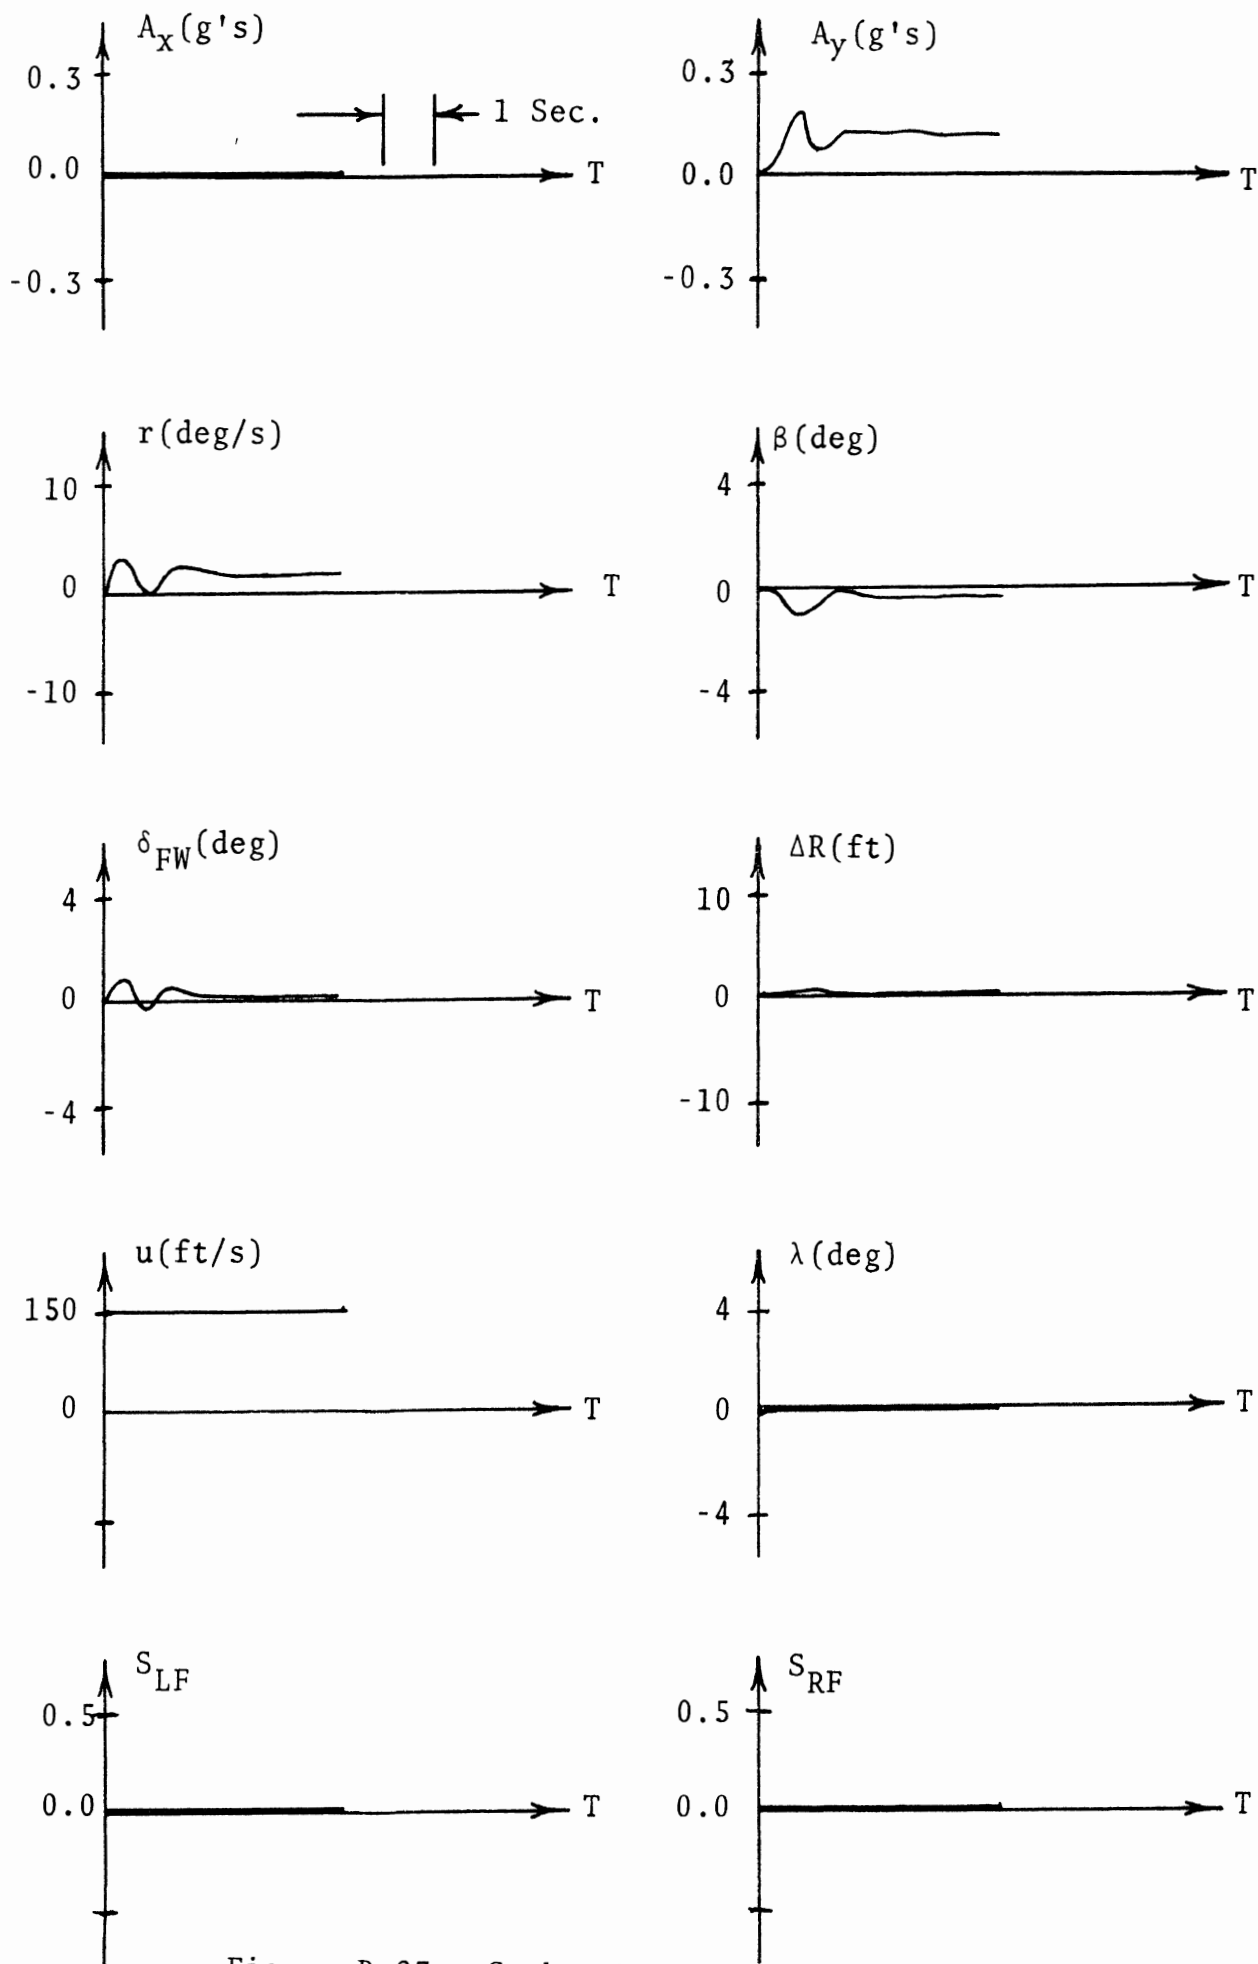 A_x(g's)
0.3
0.0
-0.3
1 Sec.
T
A_y(g's)
0.3
0.0
-0.3
T
r(deg/s)
10
0
-10
T
β(deg)
4
0
-4
T
δ_FW(deg)
4
0
-4
T
ΔR(ft)
10
0
-10
T
u(ft/s)
150
0
T
λ(deg)
4
0
-4
T
S_LF
0.5
0.0
T
S_RF
0.5
0.0
T